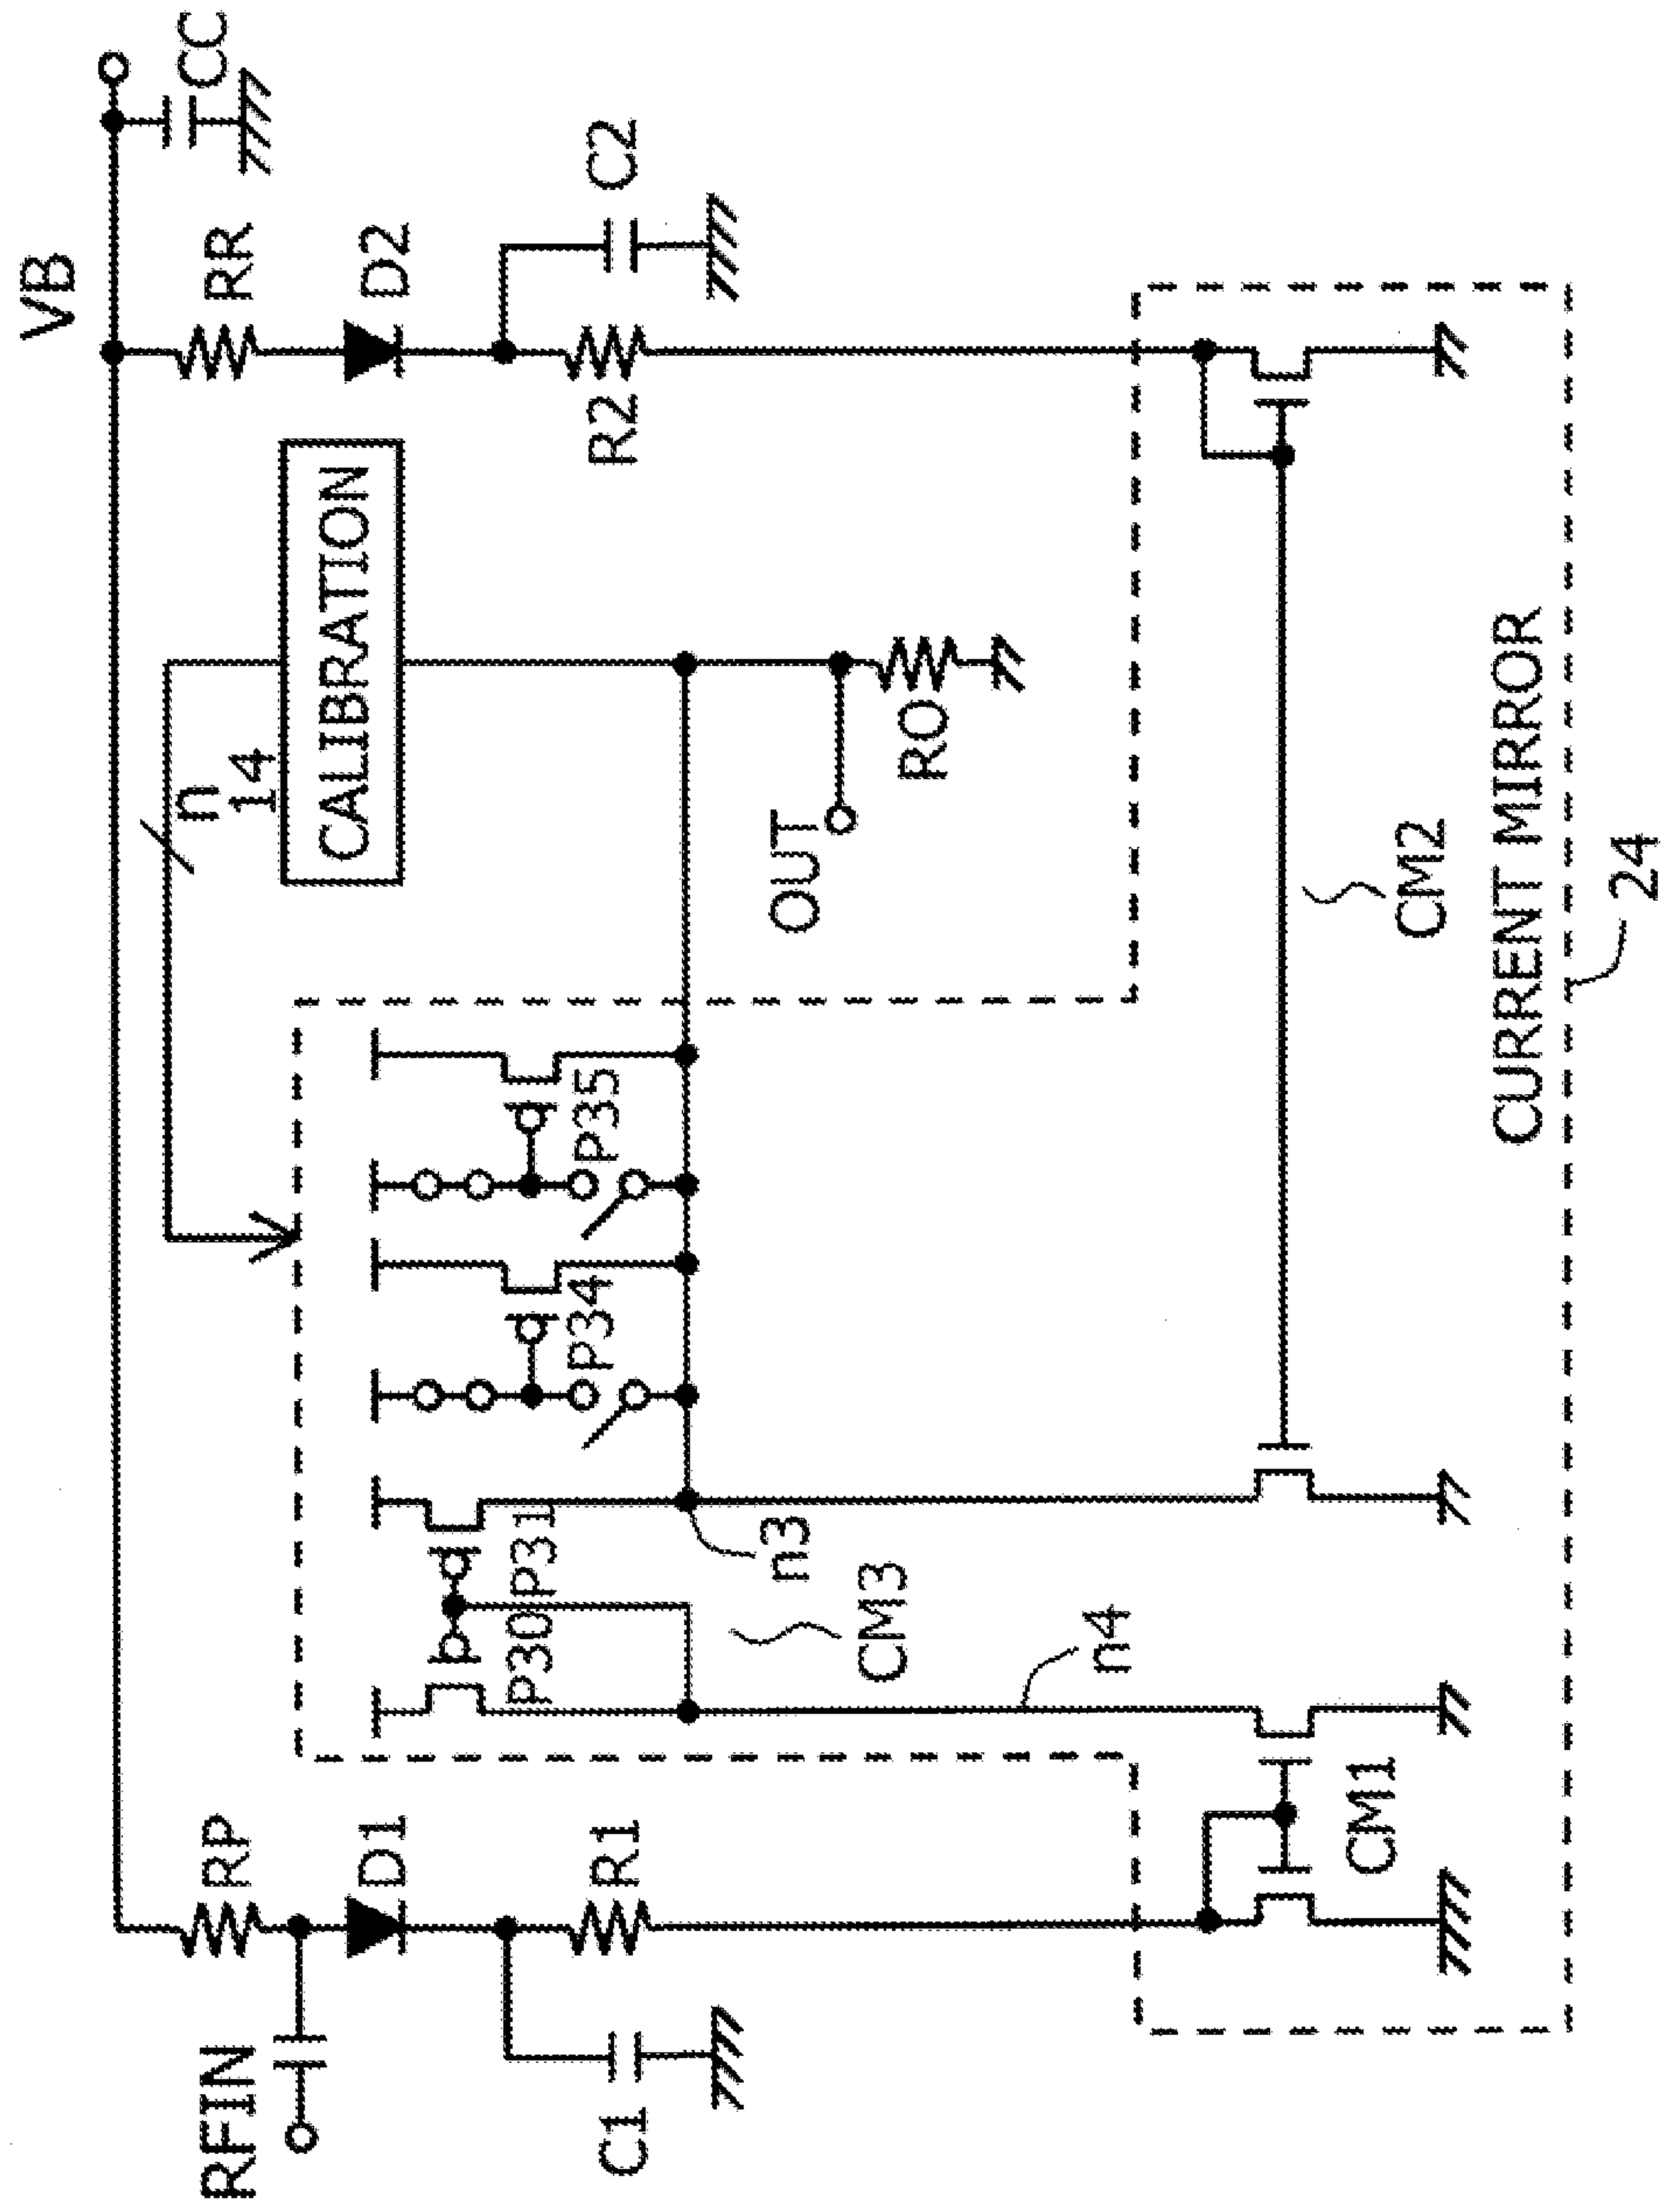 VB
CC
RR
D2
C2
R2
n
14
CALIBRATION
OUT
RO
P35
P34
P31
P30
n3
CM3
n4
CM2
CURRENT MIRROR
24
RP
RFIN
D1
R1
C1
CM1